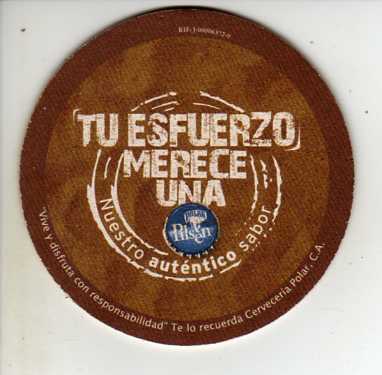 TU ESFUERZO
MERECE
UNA
POLAR
Pilsen
Nuestro auténtico sabor
"Vive y disfruta con responsabilidad" Te lo recuerda Cervecería Polar, C.A.